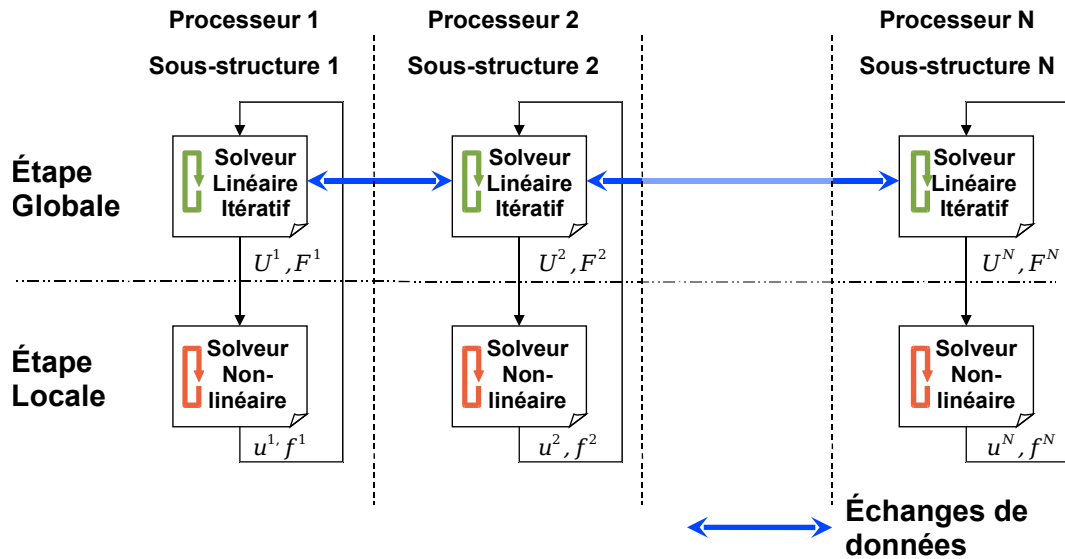 Processeur 1
Processeur 2
Processeur N
Sous-structure 1
Sous-structure 2
Sous-structure N
Étape
Globale
Solveur
Linéaire
Itératif
Solveur
Linéaire
Itératif
Solveur
Linéaire
Itératif
U¹,F¹
U²,F²
Uᴺ,Fᴺ
Étape
Locale
Solveur
Non-
linéaire
Solveur
Non-
linéaire
Solveur
Non-
linéaire
u¹,f¹
u²,f²
uᴺ,fᴺ
Échanges de
données